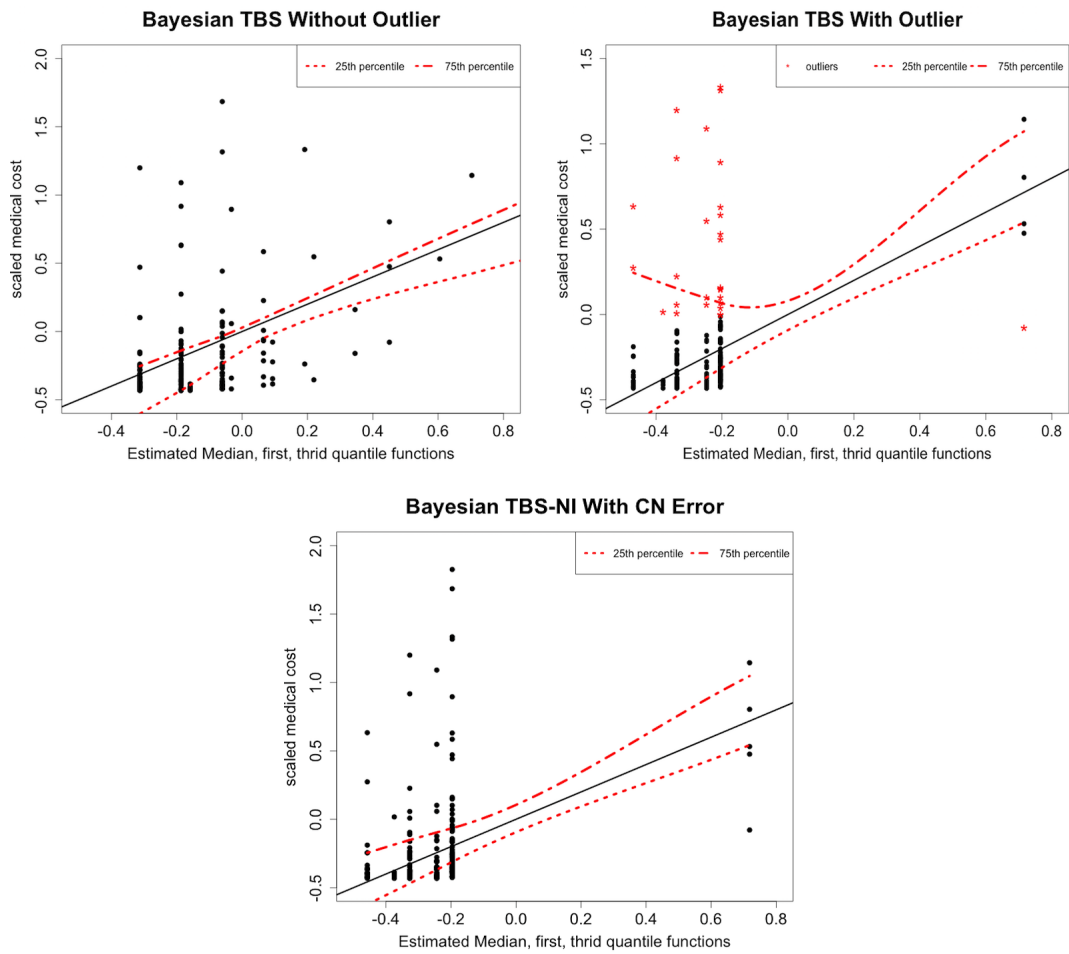 Bayesian TBS Without Outlier
25th percentile 75th percentile
scaled medical cost
2.0
1.5
1.0
0.5
0.0
-0.5
-0.4 -0.2 0.0 0.2 0.4 0.6 0.8
Estimated Median, first, thrid quantile functions
Bayesian TBS With Outlier
* outliers 25th percentile 75th percentile
scaled medical cost
1.5
1.0
0.5
0.0
-0.5
-0.4 -0.2 0.0 0.2 0.4 0.6 0.8
Estimated Median, first, thrid quantile functions
Bayesian TBS-NI With CN Error
25th percentile 75th percentile
scaled medical cost
2.0
1.5
1.0
0.5
0.0
-0.5
-0.4 -0.2 0.0 0.2 0.4 0.6 0.8
Estimated Median, first, thrid quantile functions